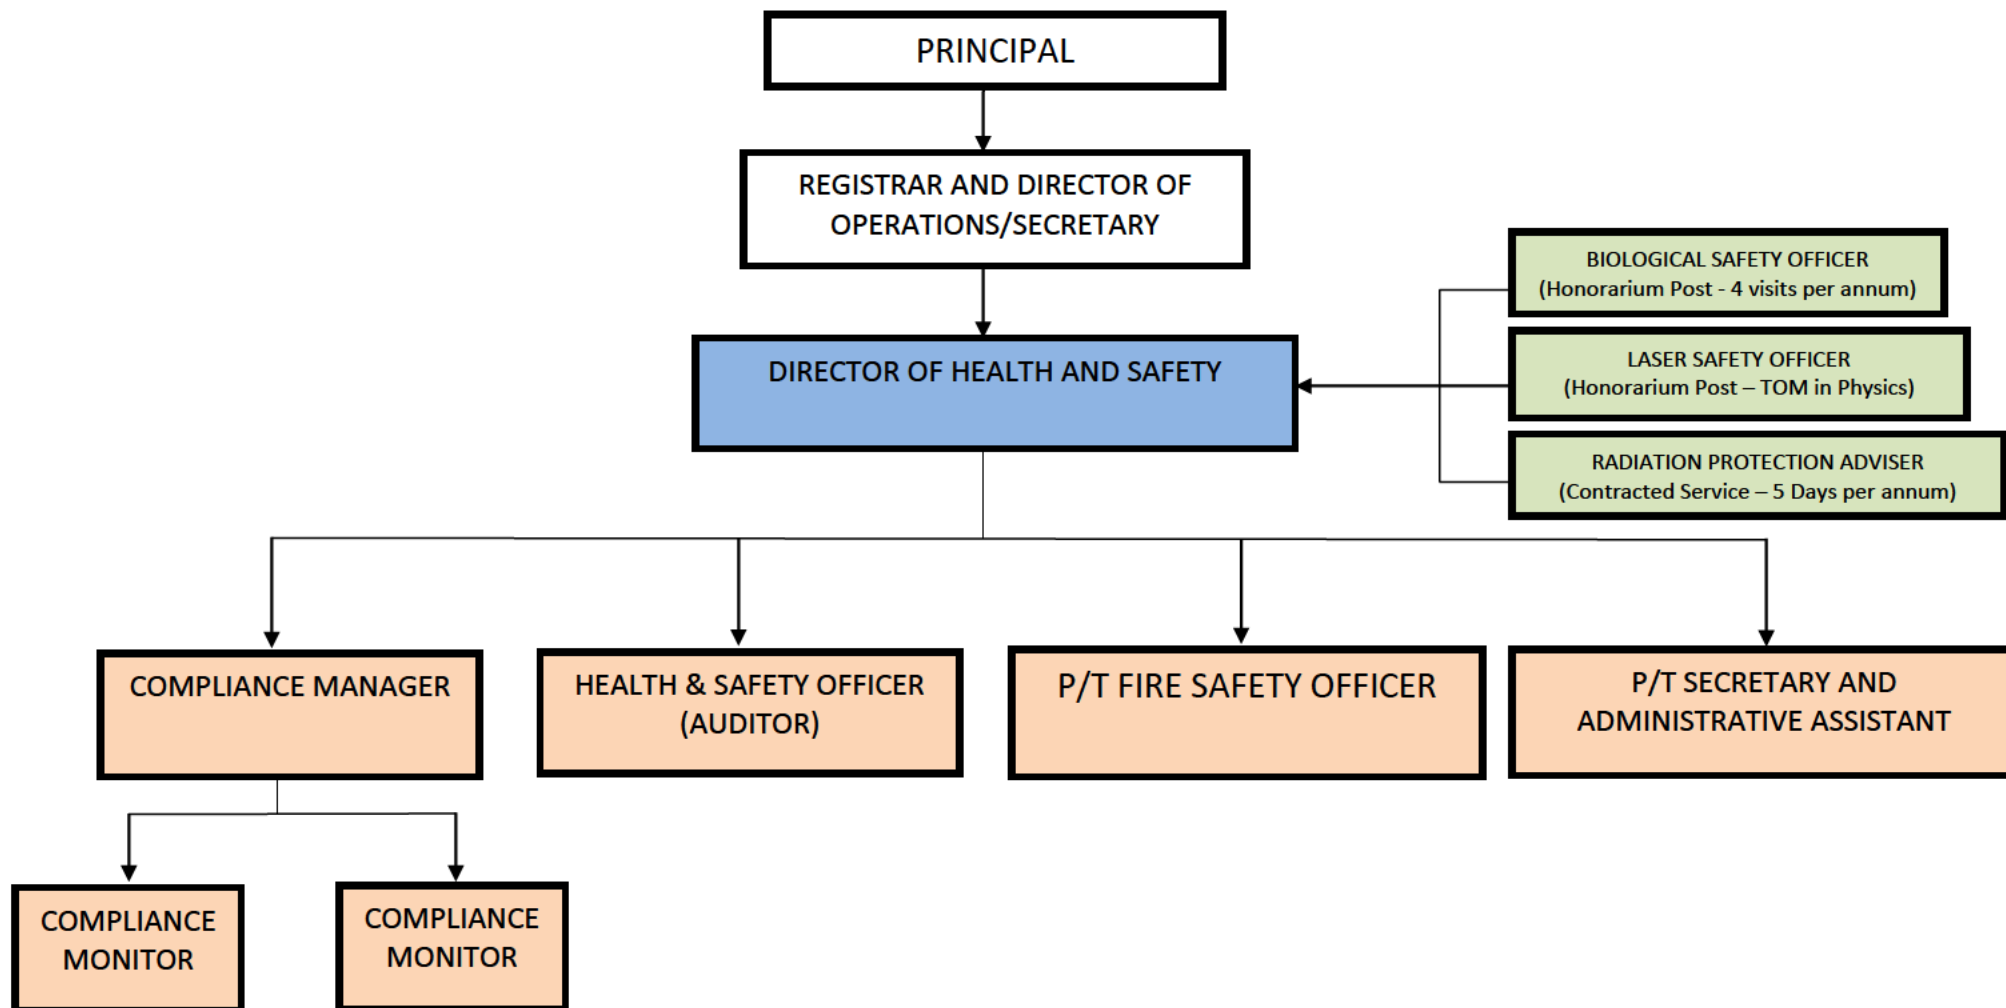 PRINCIPAL
REGISTRAR AND DIRECTOR OF
OPERATIONS/SECRETARY
BIOLOGICAL SAFETY OFFICER
(Honorarium Post - 4 visits per annum)
DIRECTOR OF HEALTH AND SAFETY
LASER SAFETY OFFICER
(Honorarium Post – TOM in Physics)
RADIATION PROTECTION ADVISER
(Contracted Service – 5 Days per annum)
COMPLIANCE MANAGER
HEALTH & SAFETY OFFICER
(AUDITOR)
P/T FIRE SAFETY OFFICER
P/T SECRETARY AND
ADMINISTRATIVE ASSISTANT
COMPLIANCE
MONITOR
COMPLIANCE
MONITOR